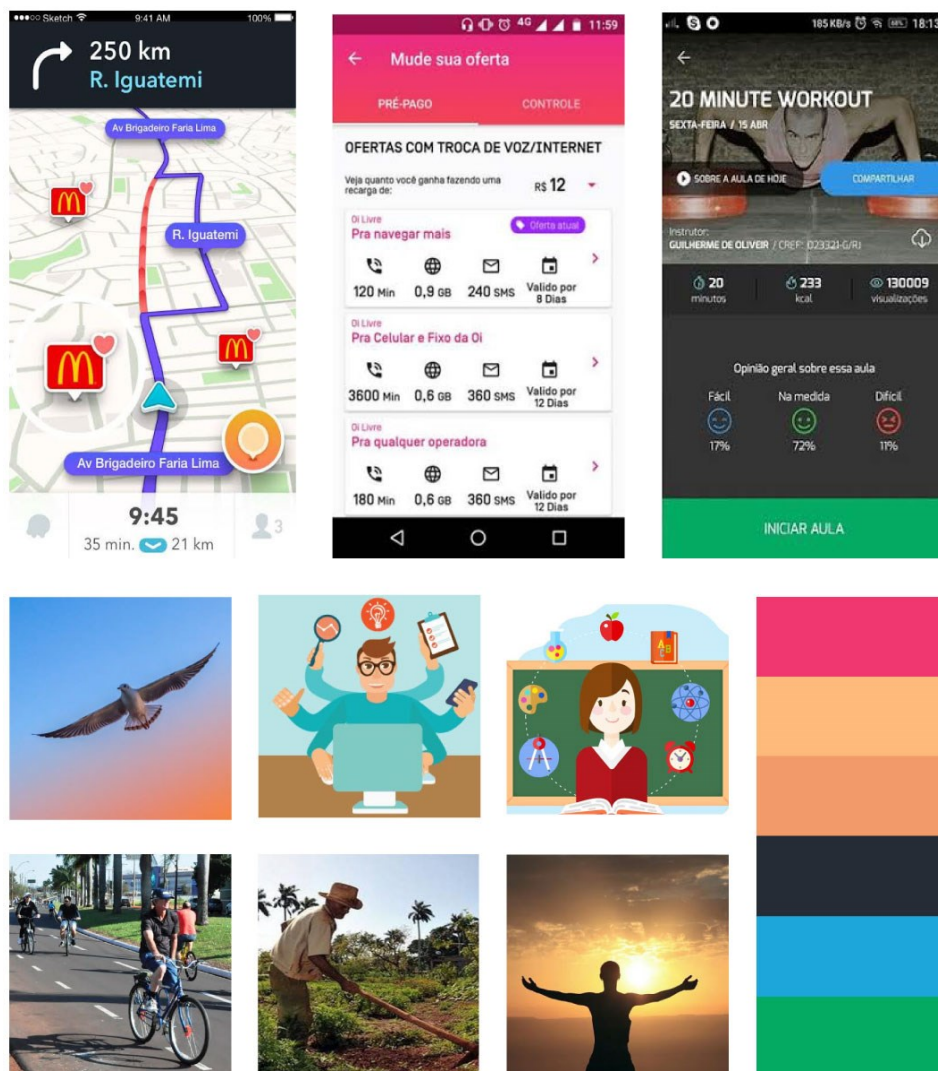 Sketch 9:41 AM 100%
250 km
R. Iguatemi
Av Brigadeiro Faria Lima
R. Iguatemi
Av Brigadeiro Faria Lima
9:45
3
35 min. 21 km
4G 11:59
Mude sua oferta
PRÉ-PAGO CONTROLE
OFERTAS COM TROCA DE VOZ/INTERNET
Veja quanto você ganha fazendo uma
recarga de:
R$ 12
Oi Livre
Oferta atual
Pra navegar mais
120 Min 0,9 GB 240 SMS Valido por
8 Dias
Oi Livre
Pra Celular e Fixo da Oi
3600 Min 0,6 GB 360 SMS Valido por
12 Dias
Oi Livre
Pra qualquer operadora
180 Min 0,6 GB 360 SMS Valido por
12 Dias
185 KB/s 18:13
20 MINUTE WORKOUT
SEXTA-FEIRA / 15 ABR
SOBRE A AULA DE HOJE COMPARTILHAR
Instrutor:
GUILHERME DE OLIVEIR / CREF: 023321-G/RJ
20 233 130009
minutos kcal visualizações
Opinião geral sobre essa aula
Fácil Na medida Difícil
17% 72% 11%
INICIAR AULA
A B